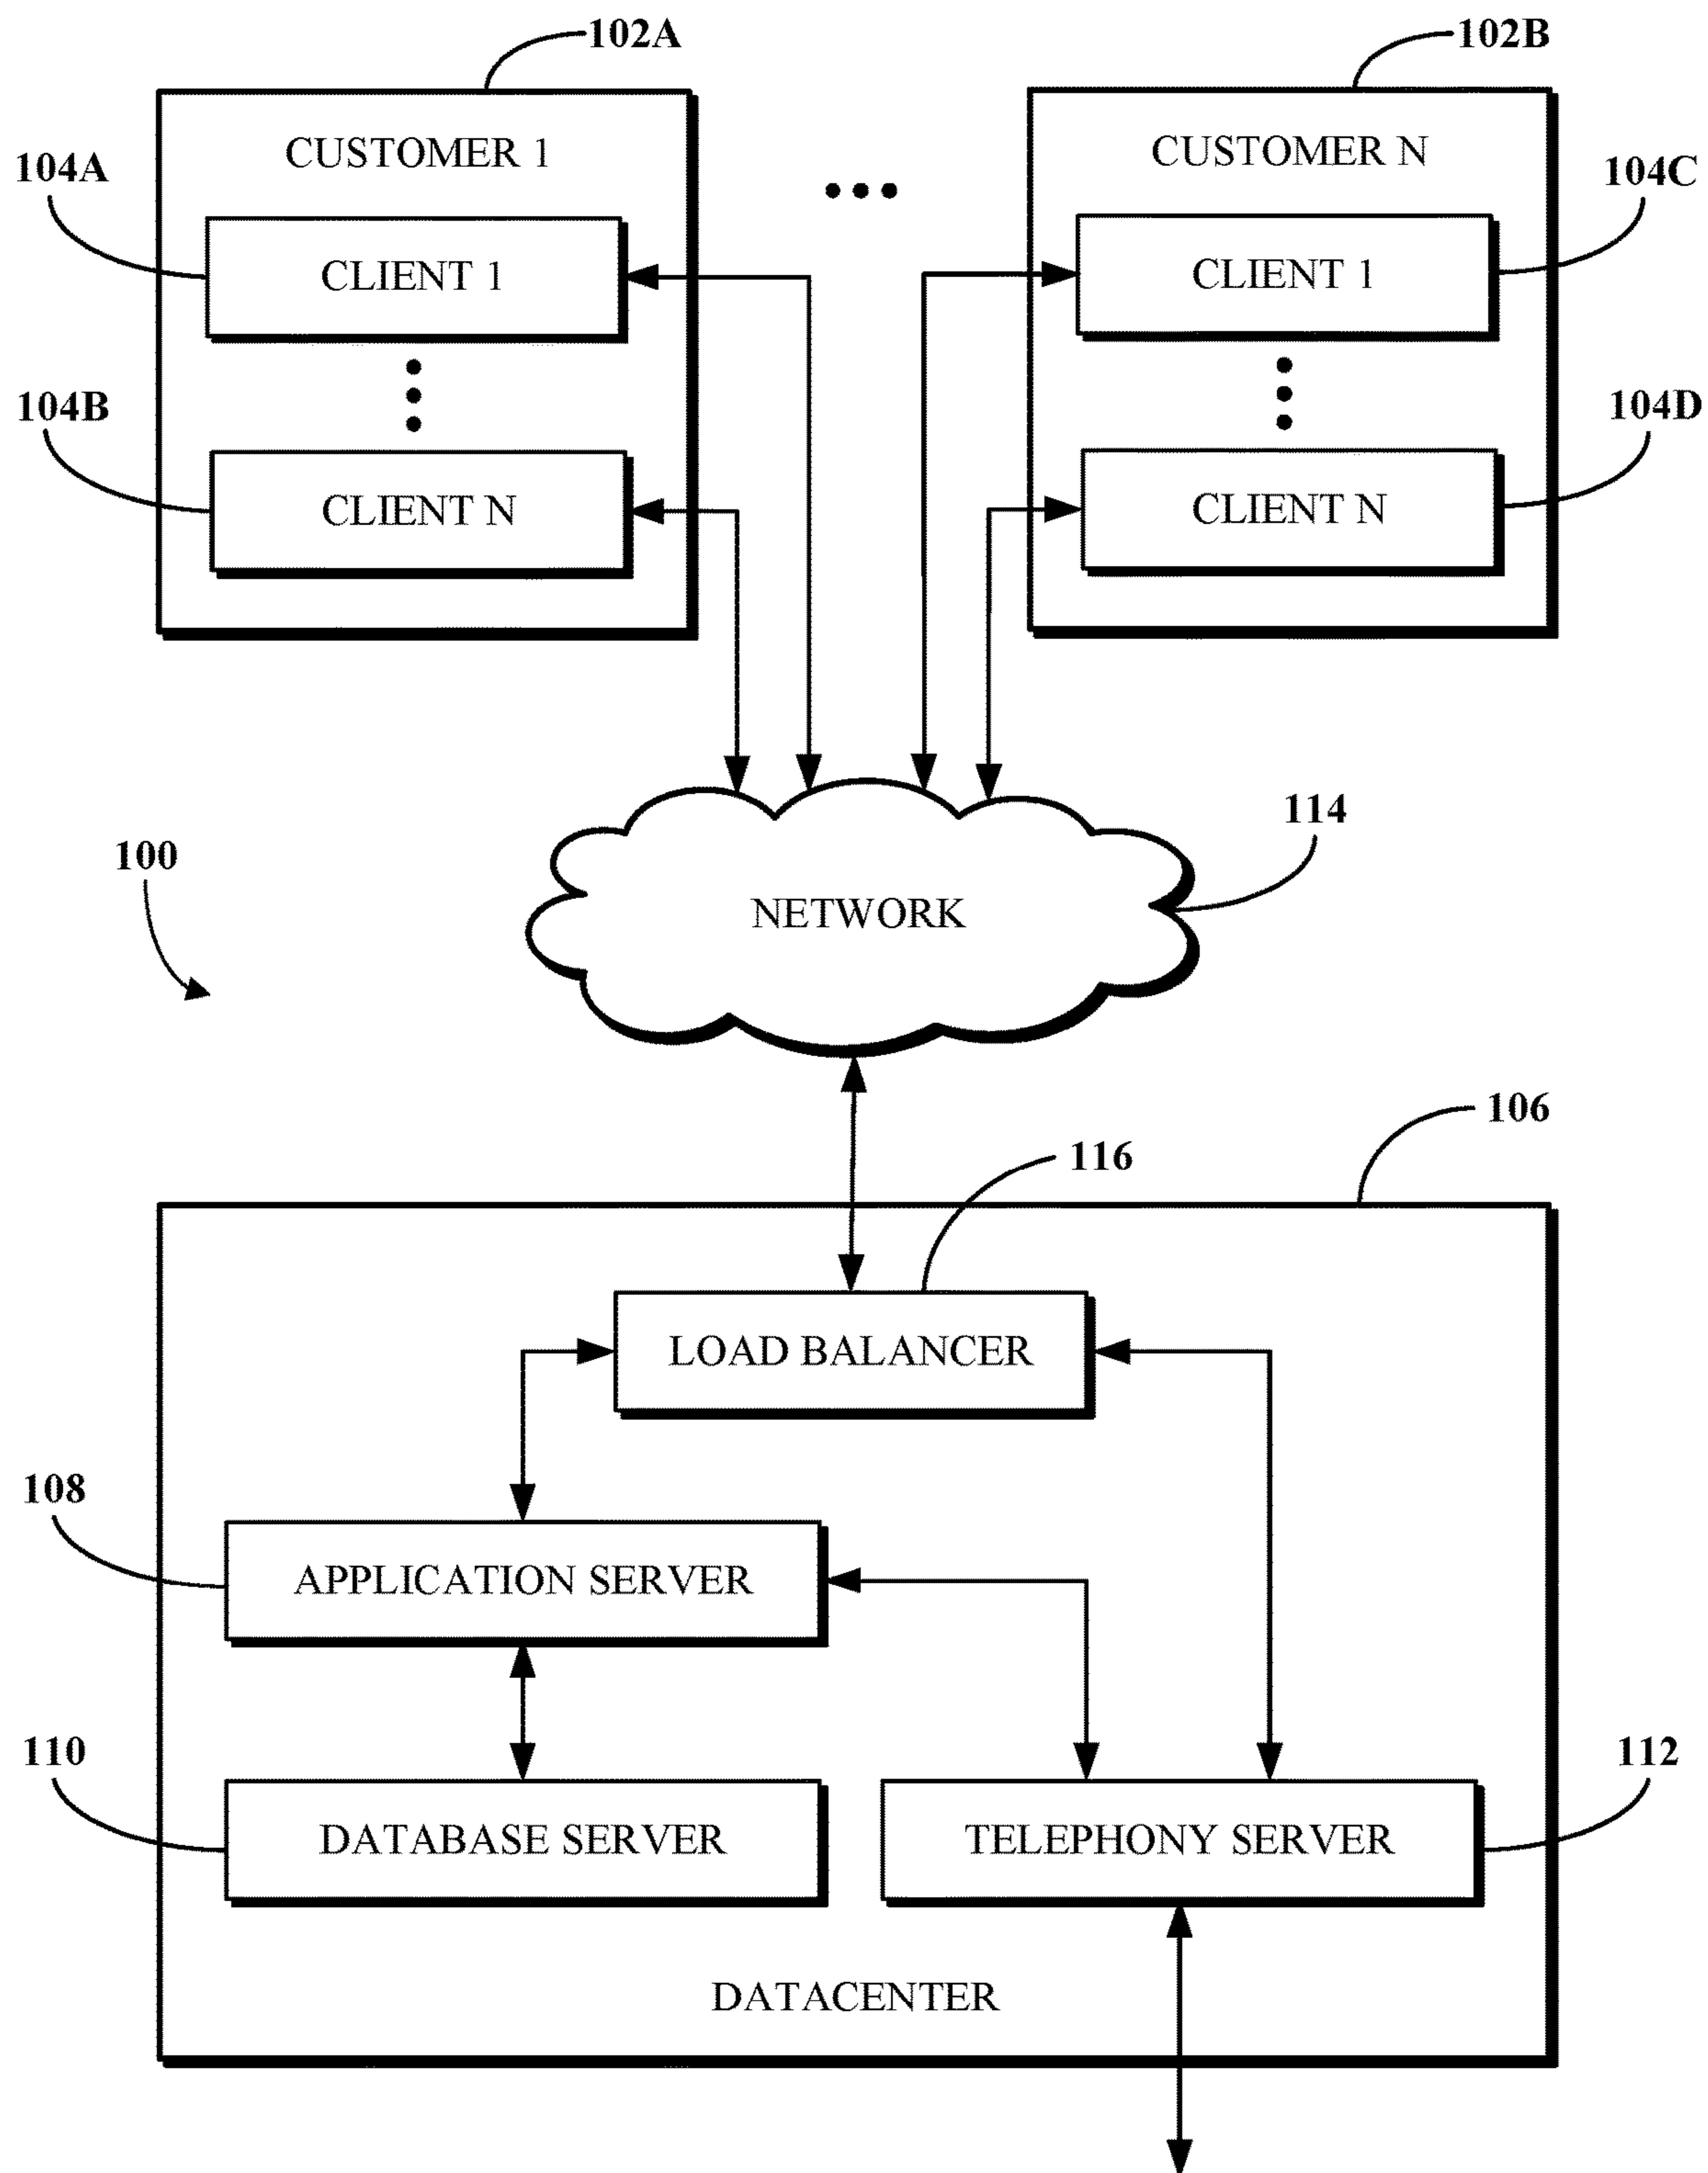 102A
102B
CUSTOMER 1
CUSTOMER N
104A
104C
CLIENT 1
CLIENT 1
104B
104D
CLIENT N
CLIENT N
114
100
NETWORK
106
116
LOAD BALANCER
108
APPLICATION SERVER
110
112
DATABASE SERVER
TELEPHONY SERVER
DATACENTER